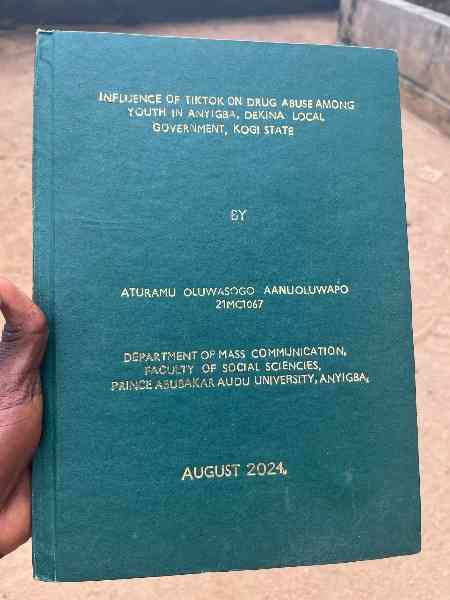 INFLUENCE OF TIKTOK ON DRUG ABUSE AMONG
YOUTH IN ANYIGBA, DEKINA LOCAL
GOVERNMENT, KOGI STATE
BY
ATURAMU OLUWASOGO AANUOLUWAPO
21MC1067
DEPARTMENT OF MASS COMMUNICATION,
FACULTY OF SOCIAL SCIENCES,
PRINCE ABUBAKAR AUDU UNIVERSITY, ANYIGBA,
AUGUST 2024.